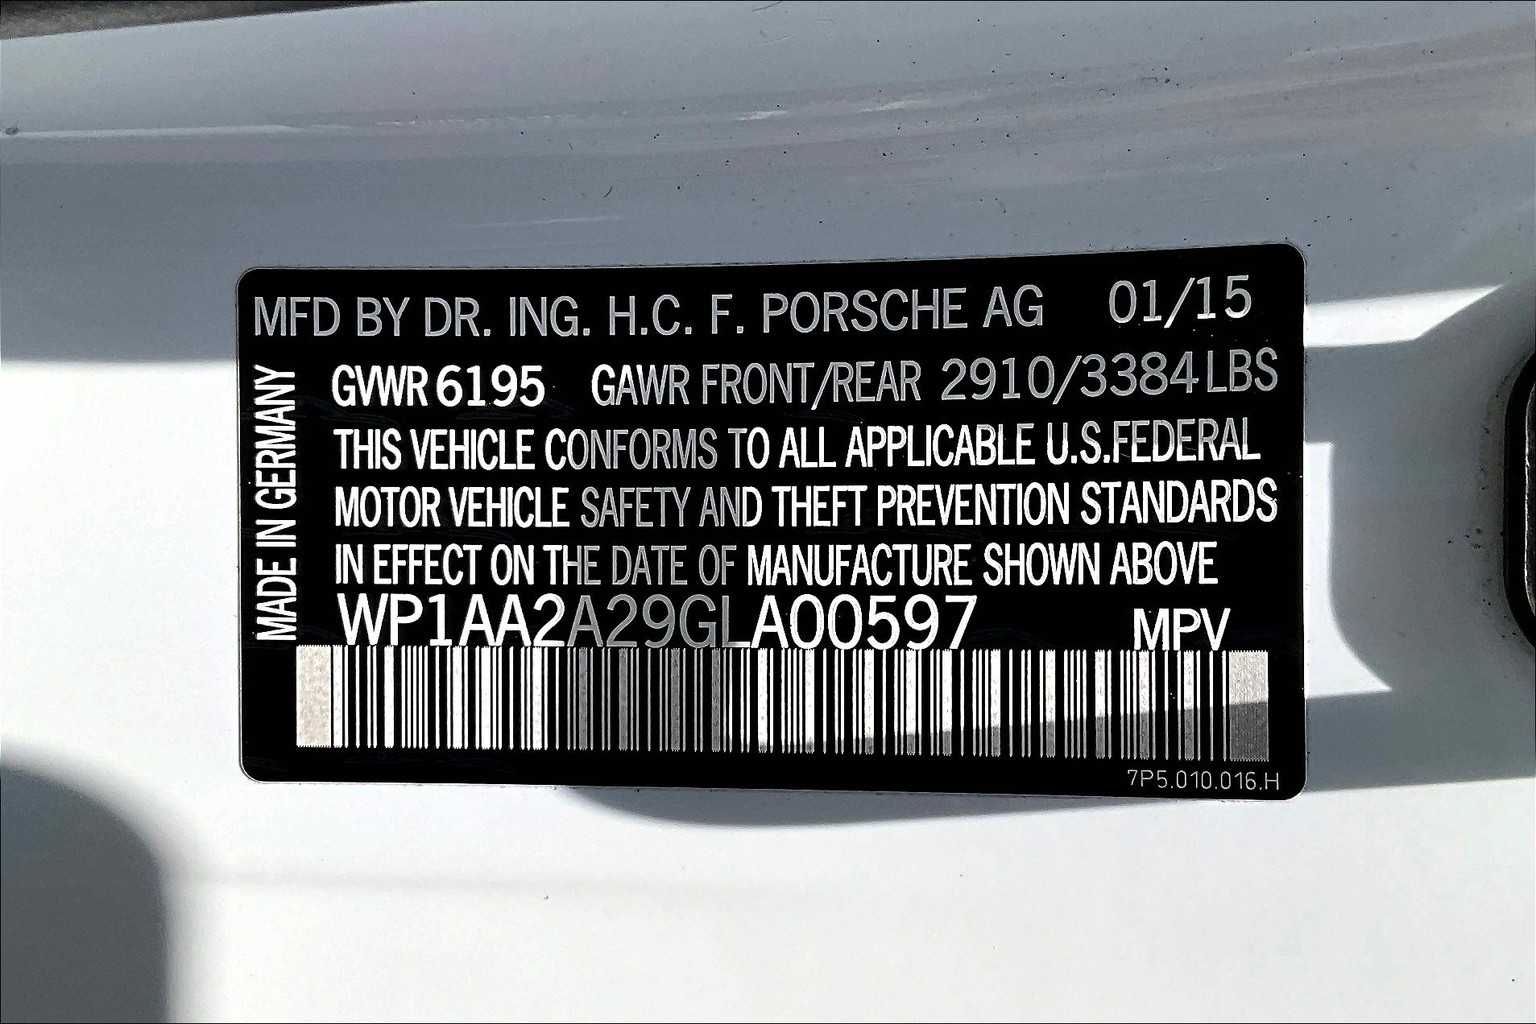 MFD BY DR. ING. H.C. F. PORSCHE AG 01/15
GVWR 6195 GAWR FRONT/REAR 2910/3384 LBS
THIS VEHICLE CONFORMS TO ALL APPLICABLE U.S.FEDERAL
MOTOR VEHICLE SAFETY AND THEFT PREVENTION STANDARDS
IN EFFECT ON THE DATE OF MANUFACTURE SHOWN ABOVE
WP1AA2A29GLA00597 MPV
7P5.010.016.H
MADE IN GERMANY